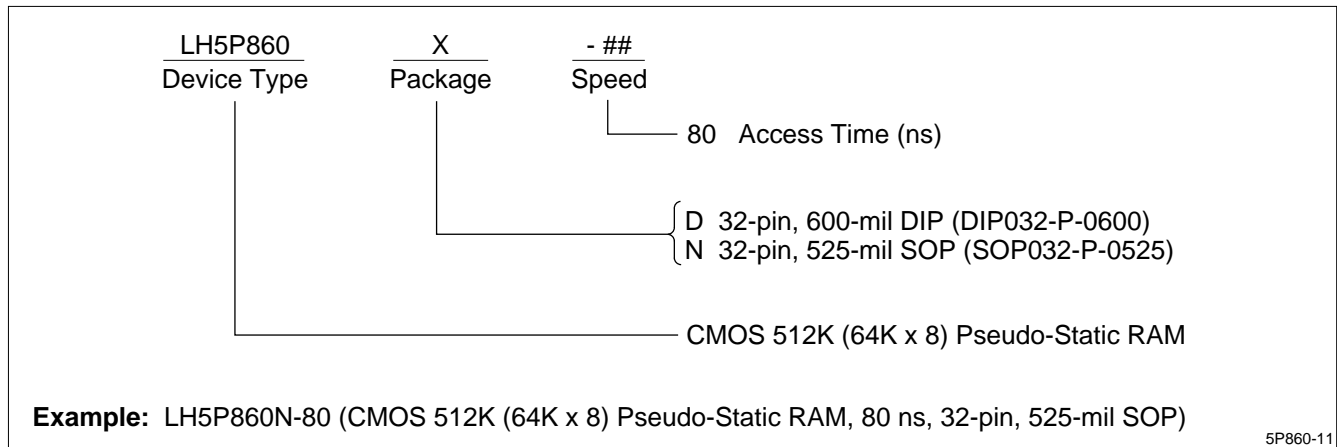 LH5P860 X - ##
Device Type Package Speed
80 Access Time (ns)
D 32-pin, 600-mil DIP (DIP032-P-0600)
N 32-pin, 525-mil SOP (SOP032-P-0525)
CMOS 512K (64K x 8) Pseudo-Static RAM
Example: LH5P860N-80 (CMOS 512K (64K x 8) Pseudo-Static RAM, 80 ns, 32-pin, 525-mil SOP)
5P860-11